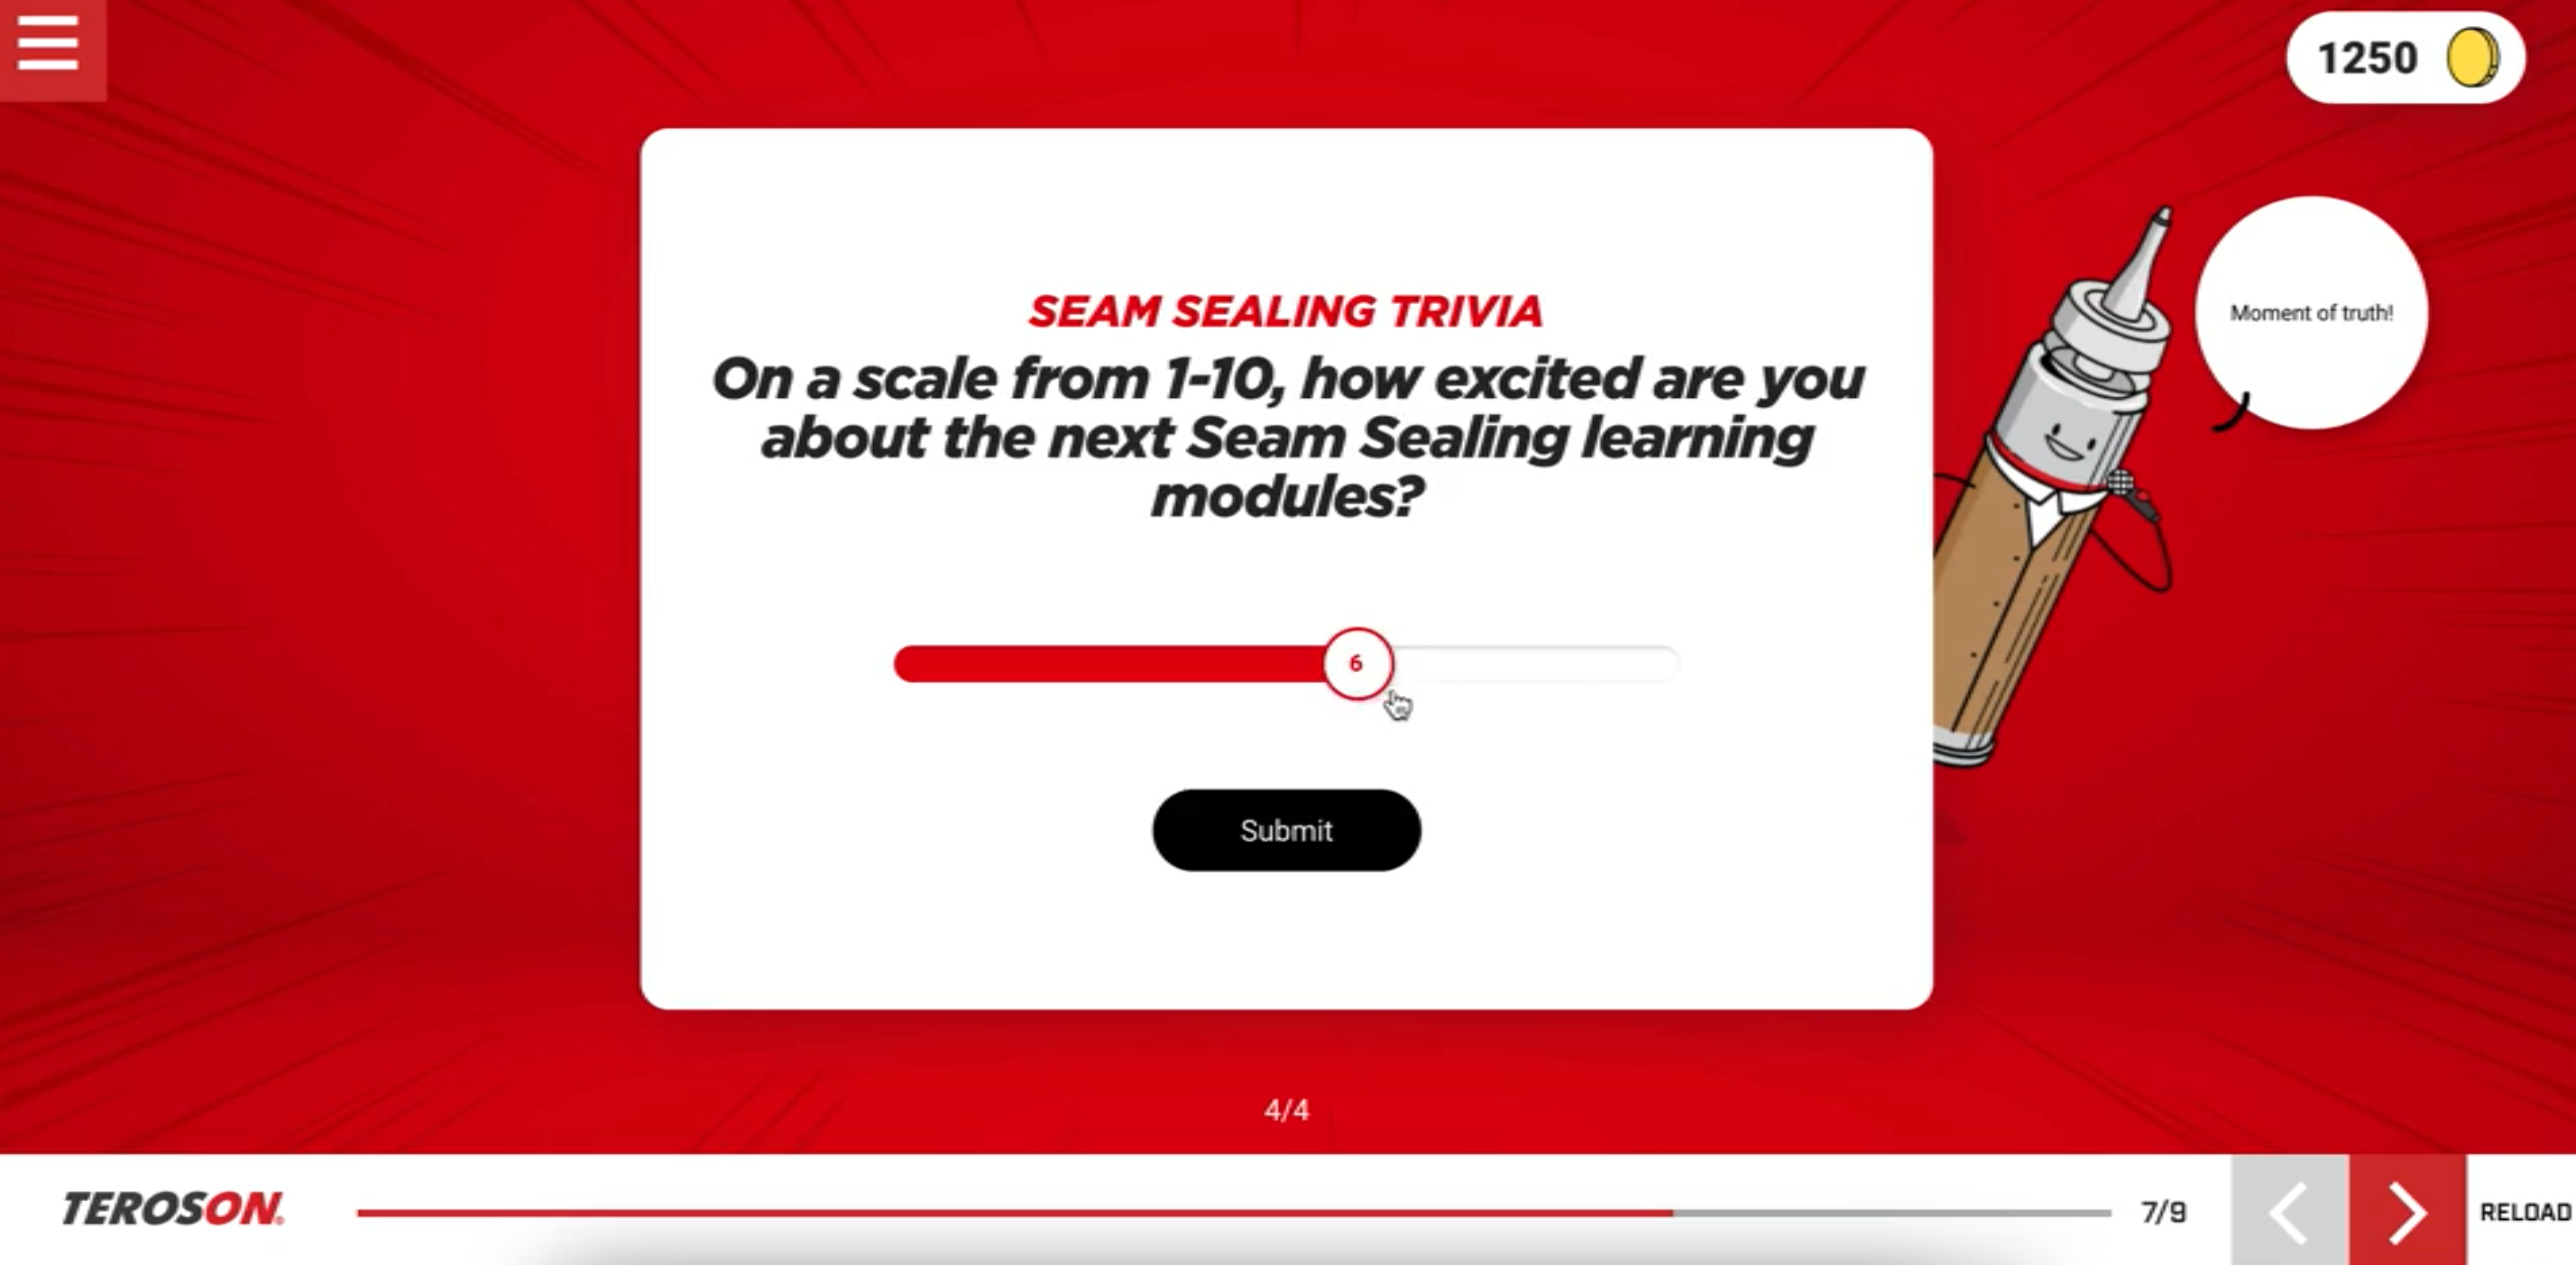 1250
Moment of truth!
SEAM SEALING TRIVIA
On a scale from 1-10, how excited are you
about the next Seam Sealing learning
modules?
6
Submit
4/4
TEROSON®
7/9
RELOAD